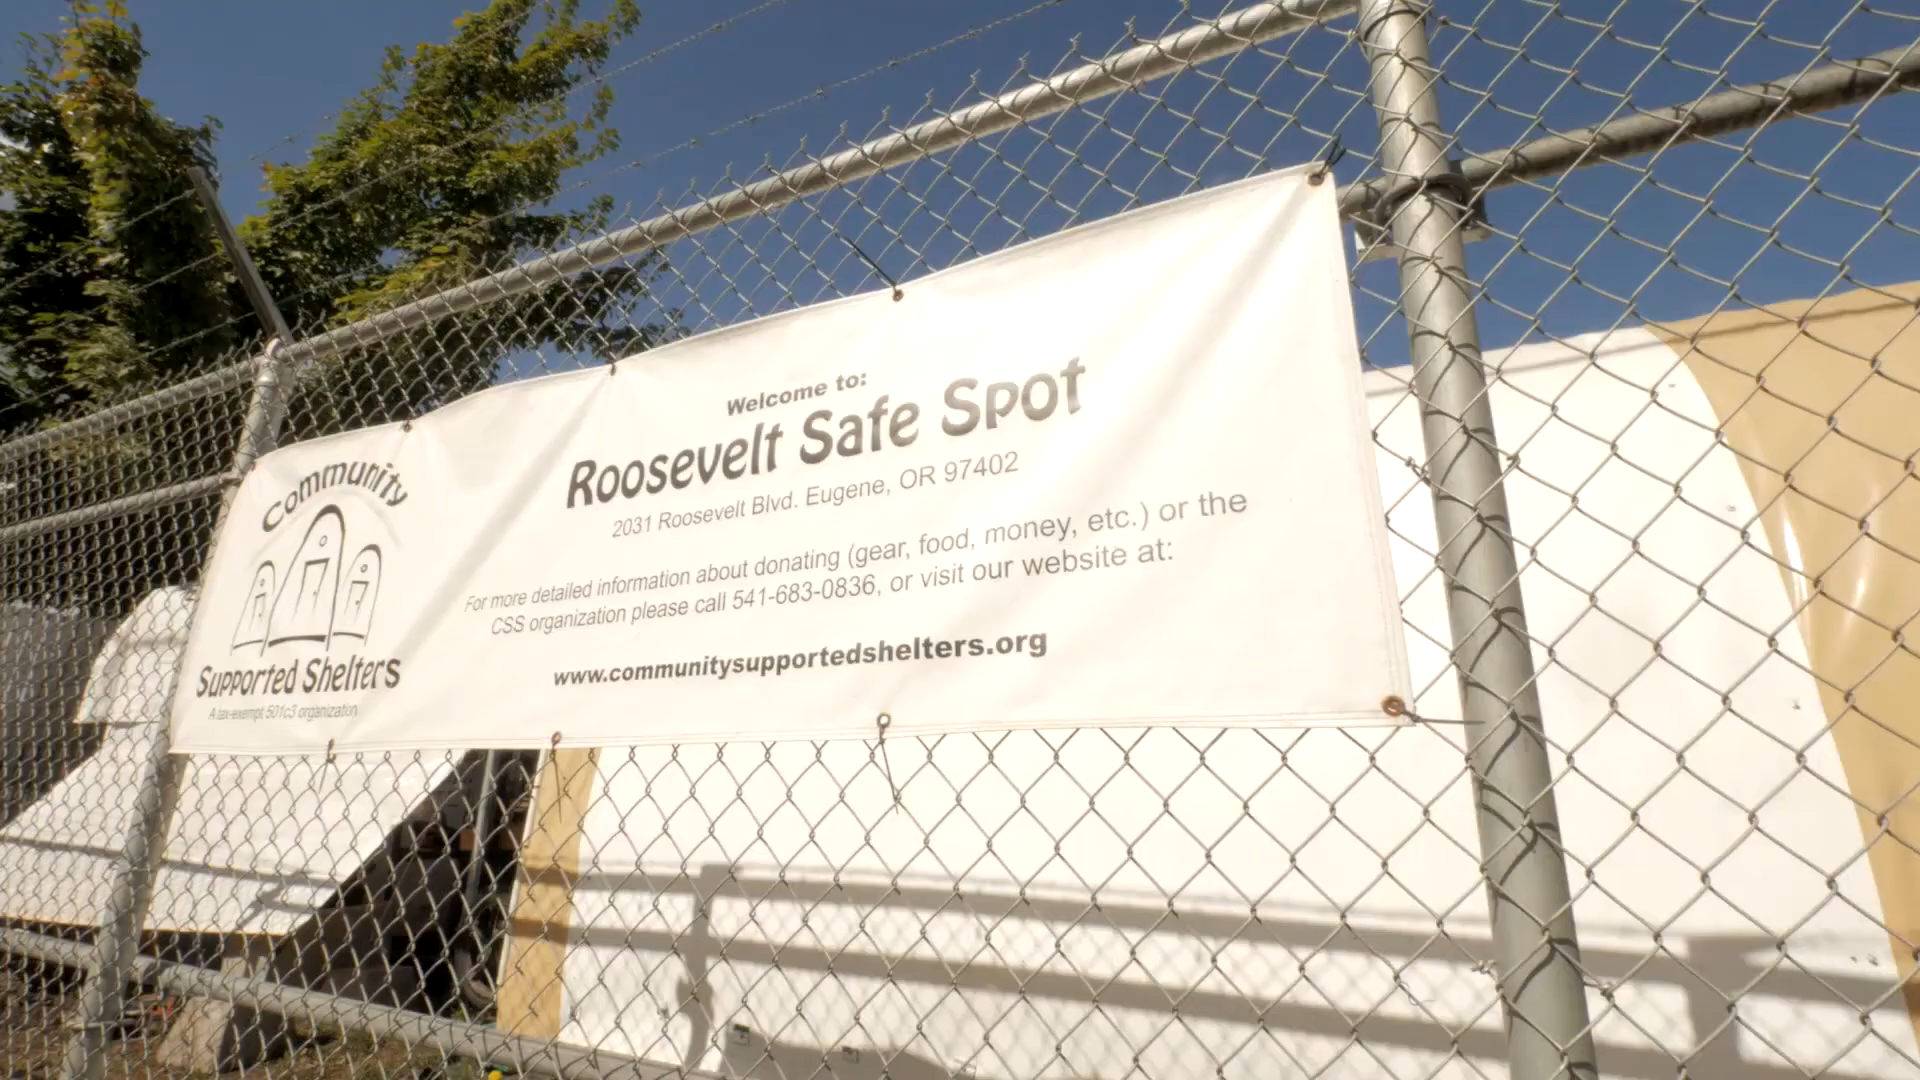 Community
Supported Shelters
A tax-exempt 501c3 organization
Welcome to:
Roosevelt Safe Spot
2031 Roosevelt Blvd. Eugene, OR 97402
For more detailed information about donating (gear, food, money, etc.) or the
CSS organization please call 541-683-0836, or visit our website at:
www.communitysupportedshelters.org